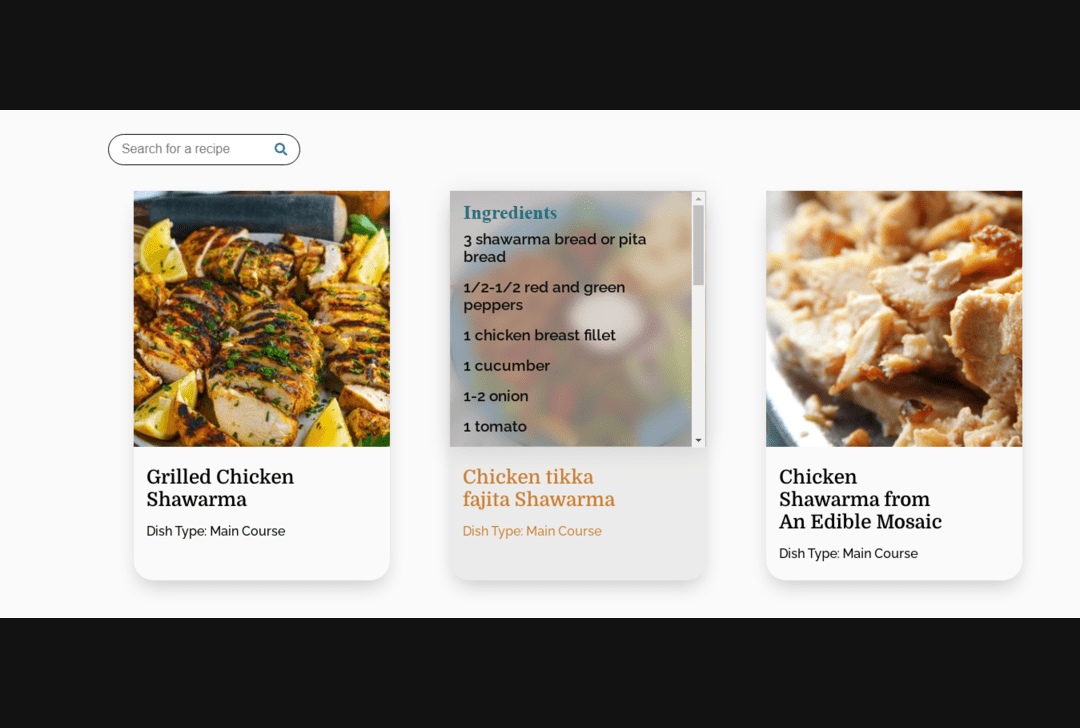 Search for a recipe
Ingredients
3 shawarma bread or pita
bread
1/2-1/2 red and green
peppers
1 chicken breast fillet
1 cucumber
1-2 onion
1 tomato
Grilled Chicken
Shawarma
Dish Type: Main Course
Chicken tikka
fajita Shawarma
Dish Type: Main Course
Chicken
Shawarma from
An Edible Mosaic
Dish Type: Main Course